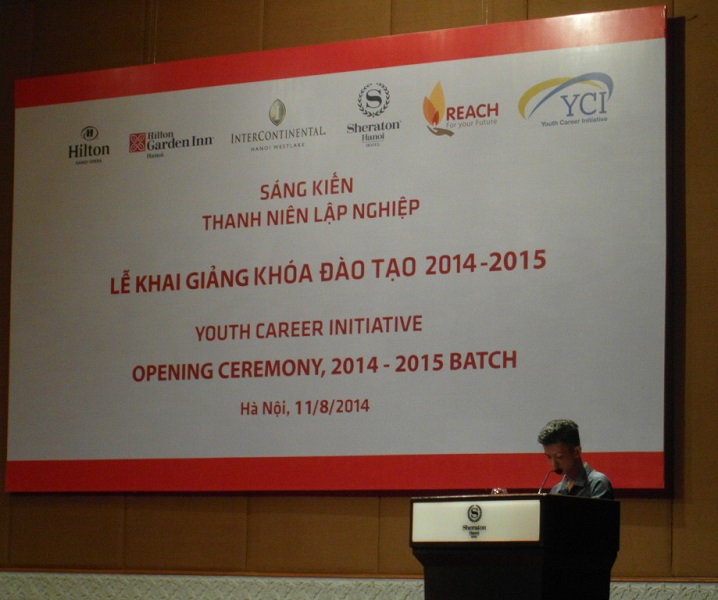 Hilton
Hilton
Garden Inn
Hanoi
INTERCONTINENTAL
HANOI WESTLAKE
S
Sheraton
Hanoi
HOTEL
REACH
For your Future
YCI
Youth Career Initiative
SÁNG KIẾN
THANH NIÊN LẬP NGHIỆP
LỄ KHAI GIẢNG KHÓA ĐÀO TẠO 2014-2015
YOUTH CAREER INITIATIVE
OPENING CEREMONY, 2014 - 2015 BATCH
Hà Nội, 11/8/2014
S
Sheraton
Hanoi